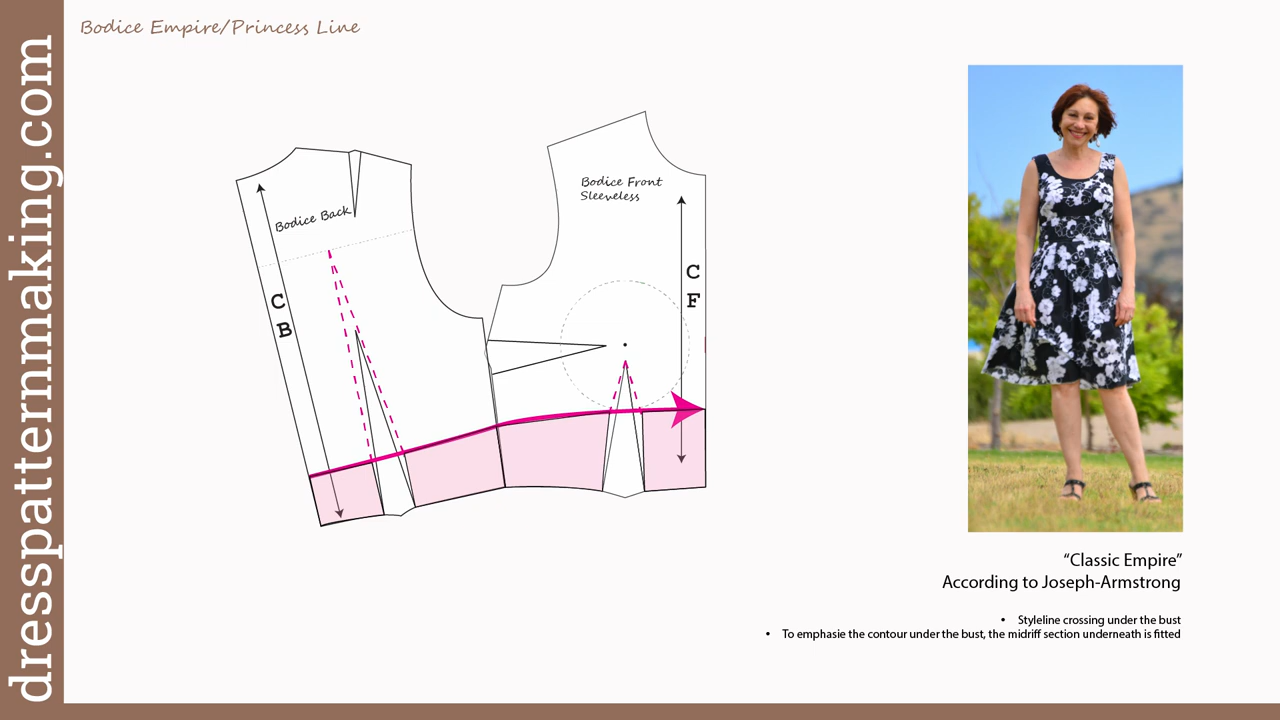 dresspatternmaking.com
Bodice Empire/Princess Line
Bodice Back
C
B
Bodice Front
Sleeveless
C
F
“Classic Empire”
According to Joseph-Armstrong
• Styleline crossing under the bust
• To emphasie the contour under the bust, the midriff section underneath is fitted